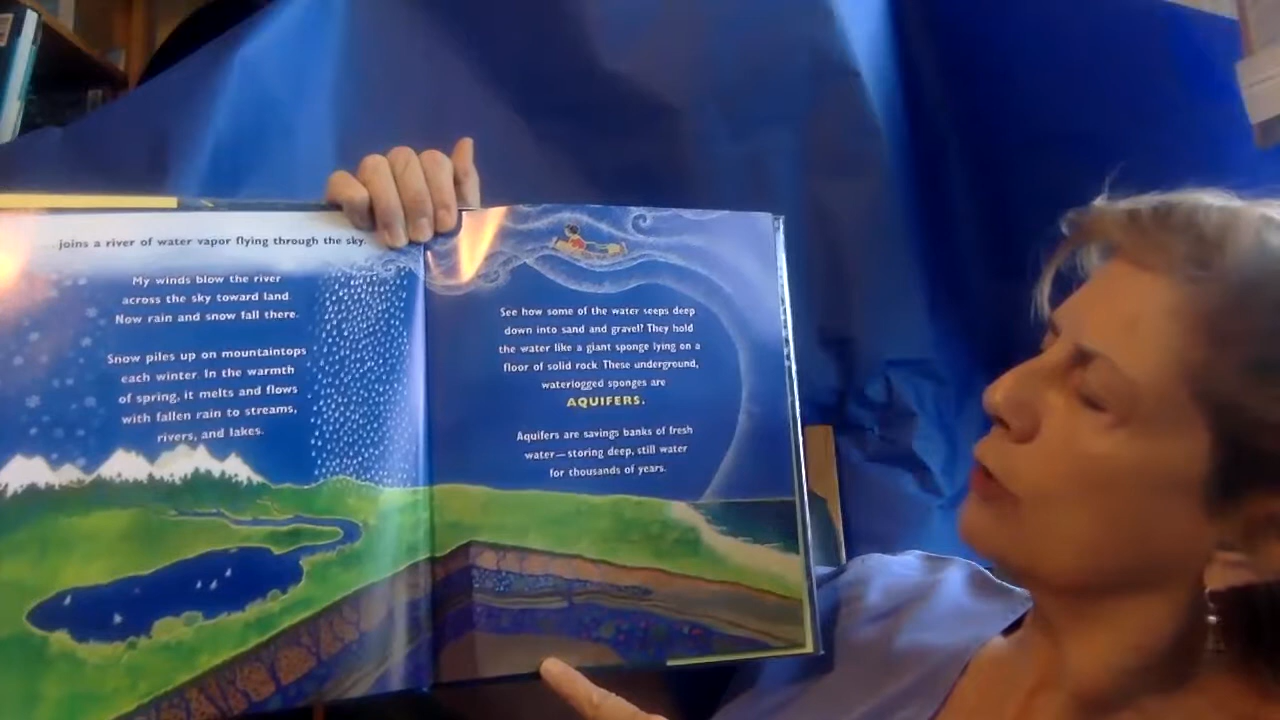 ...joins a river of water vapor flying through the sky.
My winds blow the river
across the sky toward land.
Now rain and snow fall there.
Snow piles up on mountaintops
each winter. In the warmth
of spring, it melts and flows
with fallen rain to streams,
rivers, and lakes.
See how some of the water seeps deep
down into sand and gravel? They hold
the water like a giant sponge lying on a
floor of solid rock. These underground,
waterlogged sponges are
AQUIFERS.
Aquifers are savings banks of fresh
water—storing deep, still water
for thousands of years.